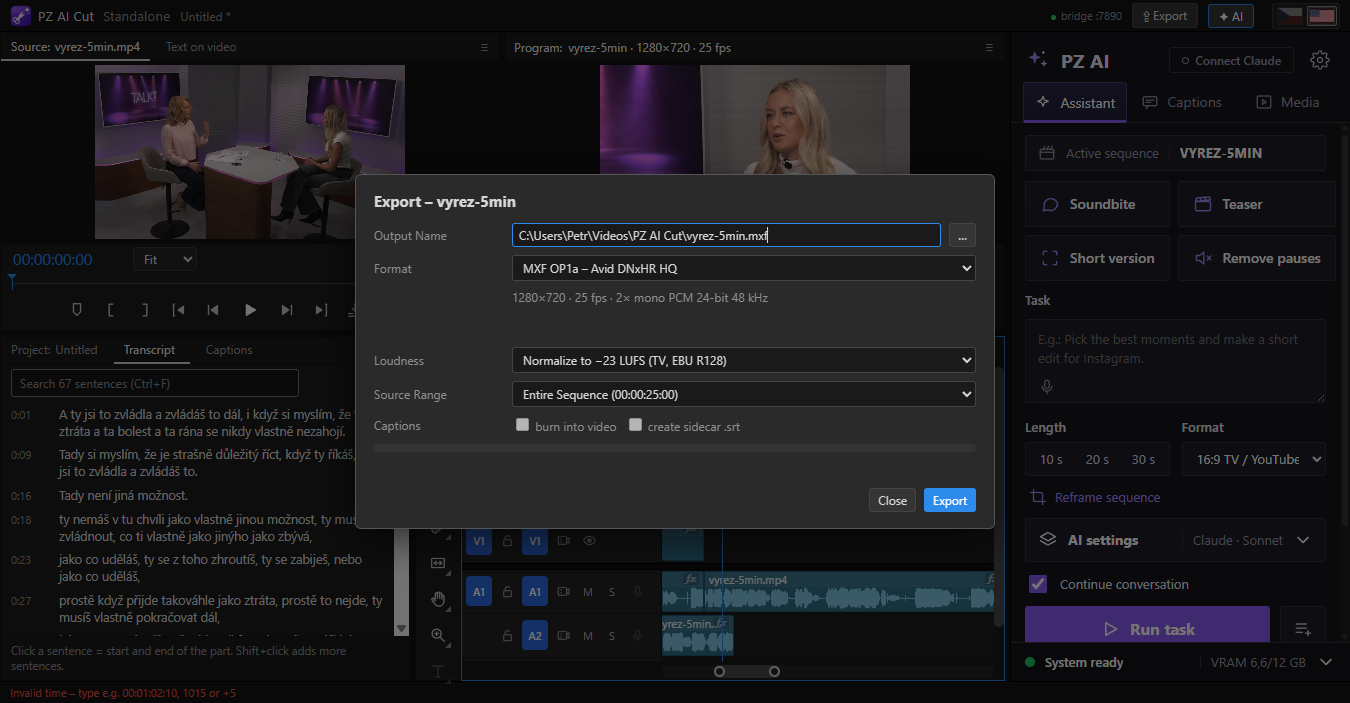 PZ AI Cut Standalone Untitled *
bridge :7890
Export
AI
Source: vyrez-5min.mp4
Text on video
Program: vyrez-5min · 1280×720 · 25 fps
TALK!
PZ AI
Connect Claude
Assistant
Captions
Media
Active sequence
VYREZ-5MIN
Soundbite
Teaser
Short version
Remove pauses
Task
E.g.: Pick the best moments and make a short
edit for Instagram.
Length
Format
10 s
20 s
30 s
16:9 TV / YouTube
Reframe sequence
AI settings
Claude · Sonnet
Continue conversation
Run task
System ready
VRAM 6,6/12 GB
00:00:00:00
Fit
Export – vyrez-5min
Output Name
C:\Users\Petr\Videos\PZ AI Cut\vyrez-5min.mxf
...
Format
MXF OP1a – Avid DNxHR HQ
1280×720 · 25 fps · 2× mono PCM 24-bit 48 kHz
Loudness
Normalize to −23 LUFS (TV, EBU R128)
Source Range
Entire Sequence (00:00:25:00)
Captions
burn into video
create sidecar .srt
Close
Export
Project: Untitled
Transcript
Captions
Search 67 sentences (Ctrl+F)
0:01
A ty jsi to zvládla a zvládáš to dál, i když si myslím, že
ztráta a ta bolest a ta rána se nikdy vlastně nezahojí.
0:09
Tady si myslím, že je strašně důležitý říct, když ty říkáš,
jsi to zvládla a zvládáš to.
0:16
Tady není jiná možnost.
0:18
ty nemáš v tu chvíli jako vlastně jinou možnost, ty mus
zvládnout, co ti vlastně jako jinýho jako zbývá,
0:23
jako co uděláš, ty se z toho zhroutíš, ty se zabiješ, nebo
jako co uděláš,
0:27
prostě když přijde takováhle jako ztráta, prostě to nejde, ty
musíš vlastně pokračovat dál,
Click a sentence = start and end of the part. Shift+click adds more
sentences.
Invalid time – type e.g. 00:01:02:10, 1015 or +5
V1
V1
A1
A1
M
S
A2
M
S
T
fx
vyrez-5min.mp4
fx
vyrez-5min...
fx